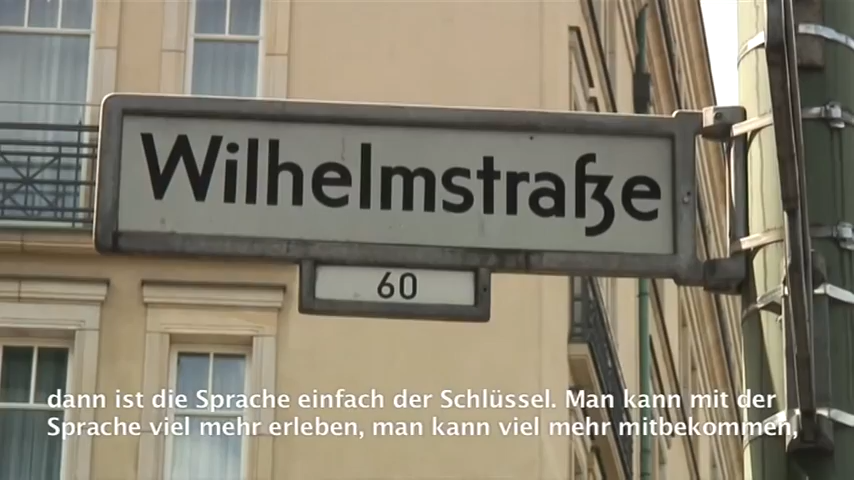 Wilhelmstraße
60
dann ist die Sprache einfach der Schlüssel. Man kann mit der
Sprache viel mehr erleben, man kann viel mehr mitbekommen,